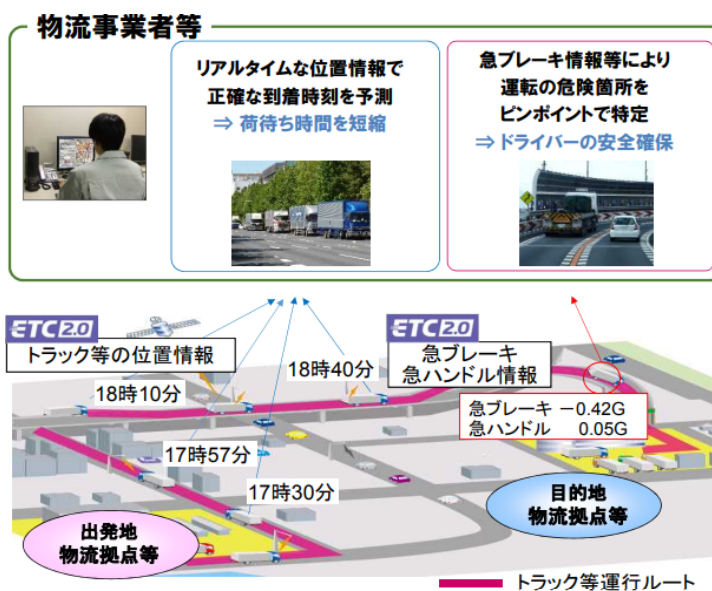 物流事業者等
リアルタイムな位置情報で
正確な到着時刻を予測
⇒ 荷待ち時間を短縮
急ブレーキ情報等により
運転の危険箇所を
ピンポイントで特定
⇒ ドライバーの安全確保
ETC2.0
トラック等の位置情報
ETC2.0
急ブレーキ
急ハンドル情報
18時10分
18時40分
急ブレーキ －0.42G
急ハンドル 0.05G
17時57分
17時30分
目的地
物流拠点等
出発地
物流拠点等
トラック等運行ルート